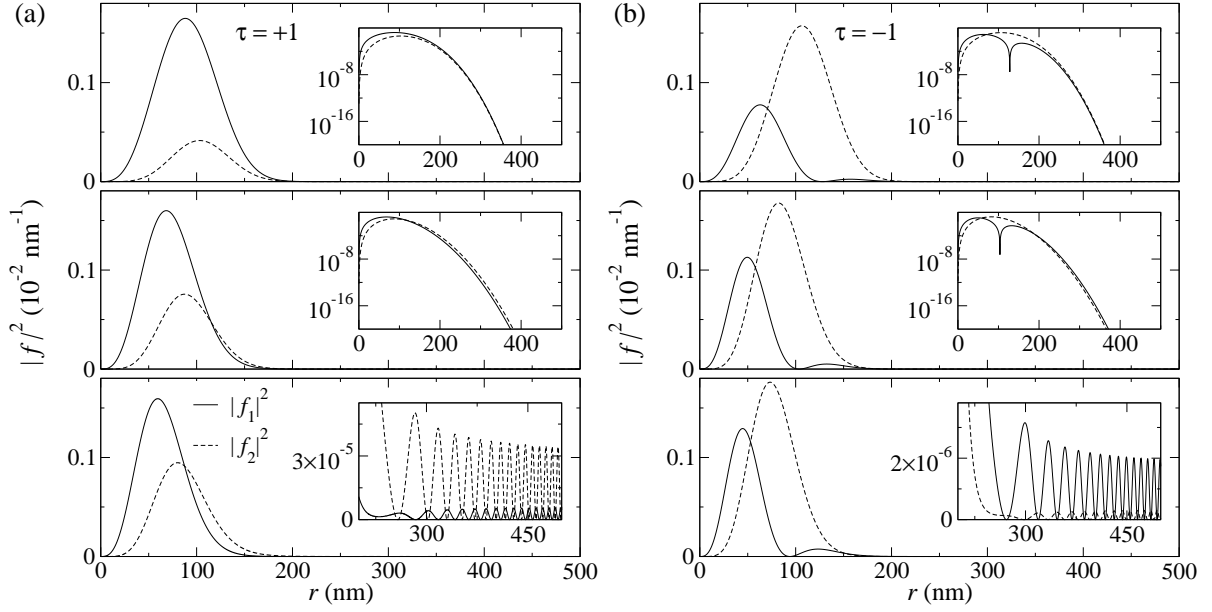 (a)
τ = +1
0.1
0
10⁻⁸
10⁻¹⁶
0 200 400
|f|² (10⁻² nm⁻¹)
0.1
0
10⁻⁸
10⁻¹⁶
0 200 400
|f₁|²
|f₂|²
0.1
0
3×10⁻⁵
0
300 450
0 100 200 300 400 500
r (nm)
(b)
τ = −1
0.1
0
10⁻⁸
10⁻¹⁶
0 200 400
|f|² (10⁻² nm⁻¹)
0.1
0
10⁻⁸
10⁻¹⁶
0 200 400
0.1
0
2×10⁻⁶
0
300 450
0 100 200 300 400 500
r (nm)